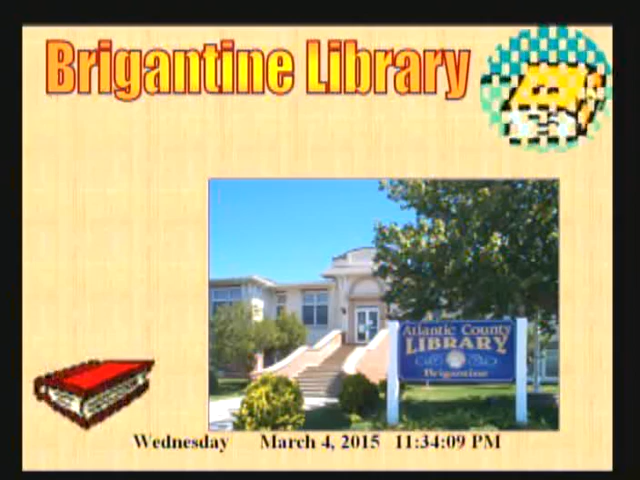 Brigantine Library
Atlantic County
LIBRARY
Brigantine
Wednesday March 4, 2015 11:34:09 PM